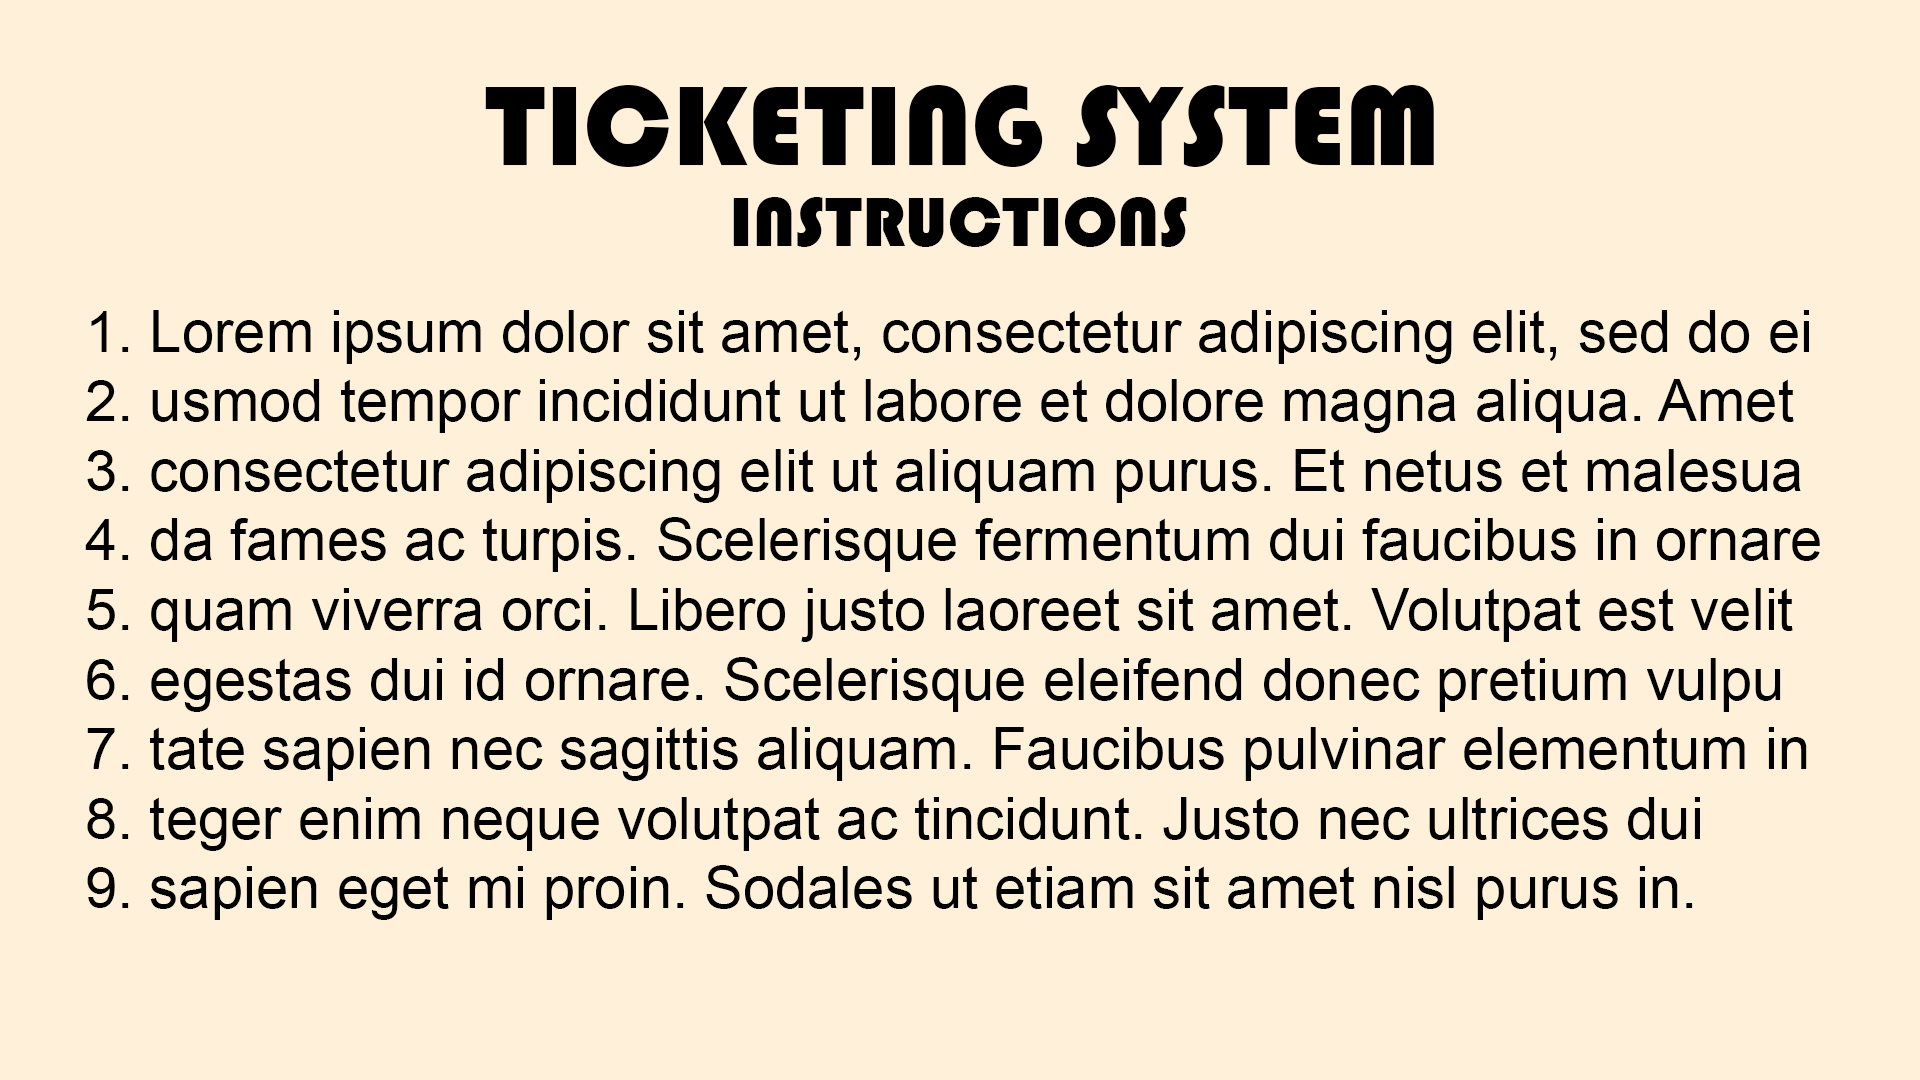 TICKETING SYSTEM
INSTRUCTIONS
1. Lorem ipsum dolor sit amet, consectetur adipiscing elit, sed do ei
2. usmod tempor incididunt ut labore et dolore magna aliqua. Amet
3. consectetur adipiscing elit ut aliquam purus. Et netus et malesua
4. da fames ac turpis. Scelerisque fermentum dui faucibus in ornare
5. quam viverra orci. Libero justo laoreet sit amet. Volutpat est velit
6. egestas dui id ornare. Scelerisque eleifend donec pretium vulpu
7. tate sapien nec sagittis aliquam. Faucibus pulvinar elementum in
8. teger enim neque volutpat ac tincidunt. Justo nec ultrices dui
9. sapien eget mi proin. Sodales ut etiam sit amet nisl purus in.